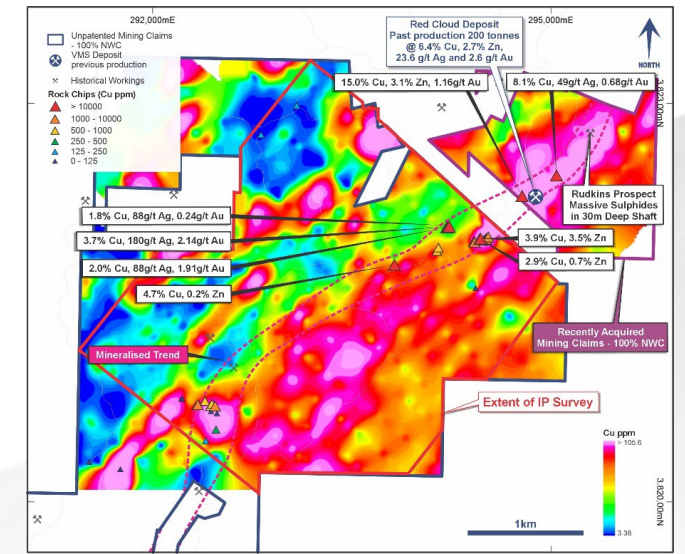 292,000mE
295,000mE
Unpatented Mining Claims
- 100% NWC
VMS Deposit
previous production
Historical Workings
Rock Chips (Cu ppm)
> 10000
1000 - 10000
500 - 1000
250 - 500
125 - 250
0 - 125
Red Cloud Deposit
Past production 200 tonnes
@ 6.4% Cu, 2.7% Zn,
23.6 g/t Ag and 2.6 g/t Au
NORTH
15.0% Cu, 3.1% Zn, 1.16g/t Au
8.1% Cu, 49g/t Ag, 0.68g/t Au
3,823,00mN
Rudkins Prospect
Massive Sulphides
in 30m Deep Shaft
1.8% Cu, 88g/t Ag, 0.24g/t Au
3.7% Cu, 180g/t Ag, 2.14g/t Au
2.0% Cu, 88g/t Ag, 1.91g/t Au
4.7% Cu, 0.2% Zn
3.9% Cu, 3.5% Zn
2.9% Cu, 0.7% Zn
Recently Acquired
Mining Claims - 100% NWC
Mineralised Trend
Extent of IP Survey
Cu ppm
> 105.6
3.38
3,820,00mN
1km